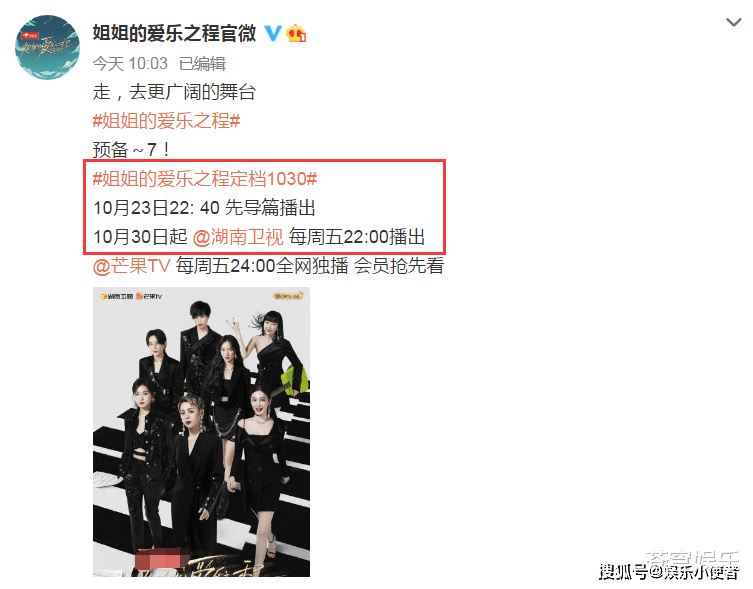 姐姐的爱乐之程官微
今天 10:03 已编辑
走，去更广阔的舞台
#姐姐的爱乐之程#
预备～7！
#姐姐的爱乐之程定档1030#
10月23日22: 40 先导篇播出
10月30日起 @湖南卫视 每周五22:00播出
@芒果TV 每周五24:00全网独播 会员抢先看
湖南卫视 芒果TV
苍穹娱乐
搜狐号@娱乐小使者